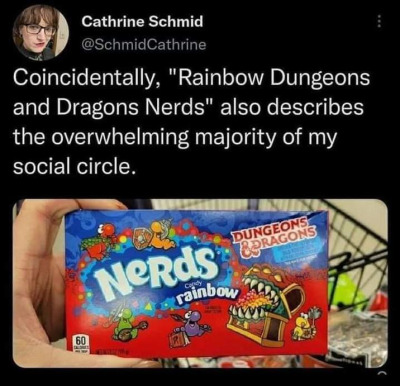 Cathrine Schmid
@SchmidCathrine
Coincidentally, "Rainbow Dungeons
and Dragons Nerds" also describes
the overwhelming majority of my
social circle.
DUNGEONS
& DRAGONS
NERDS
Candy
rainbow
60
CALORIES